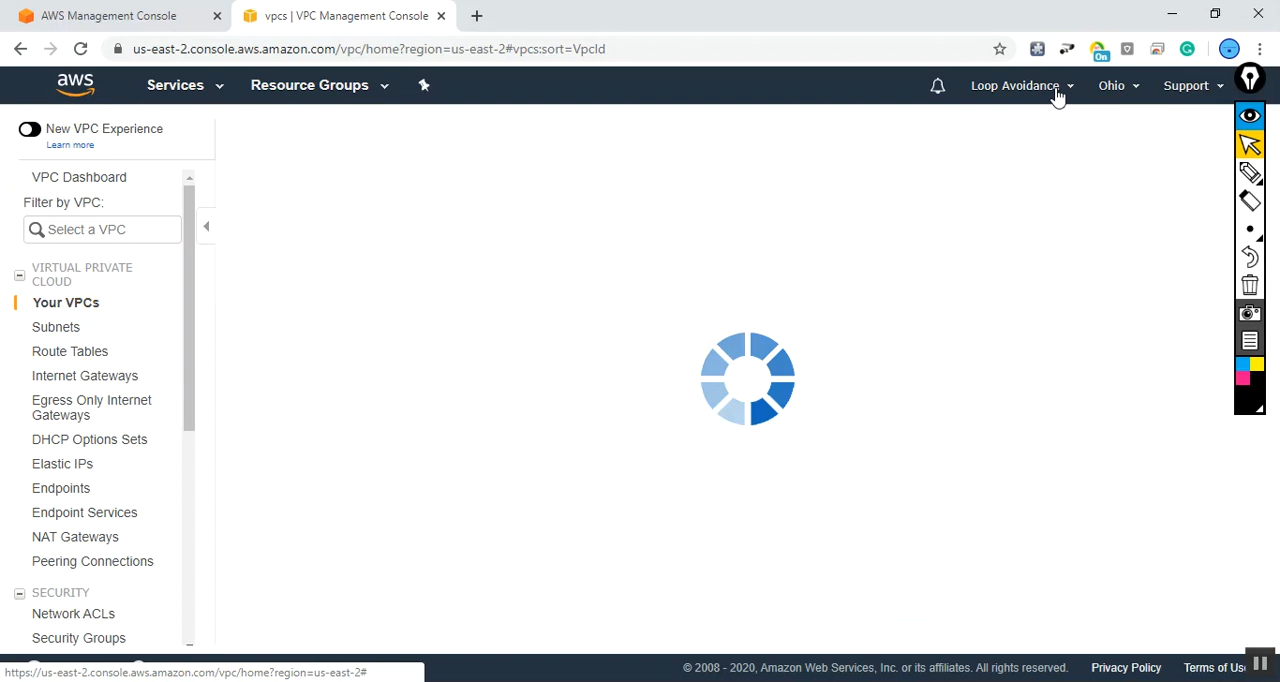 AWS Management Console
vpcs | VPC Management Console
us-east-2.console.aws.amazon.com/vpc/home?region=us-east-2#vpcs:sort=VpcId
On
aws
Services
Resource Groups
Loop Avoidance
Ohio
Support
New VPC Experience
Learn more
VPC Dashboard
Filter by VPC:
Select a VPC
VIRTUAL PRIVATE
CLOUD
Your VPCs
Subnets
Route Tables
Internet Gateways
Egress Only Internet
Gateways
DHCP Options Sets
Elastic IPs
Endpoints
Endpoint Services
NAT Gateways
Peering Connections
SECURITY
Network ACLs
Security Groups
https://us-east-2.console.aws.amazon.com/vpc/home?region=us-east-2#
© 2008 - 2020, Amazon Web Services, Inc. or its affiliates. All rights reserved.
Privacy Policy
Terms of Us